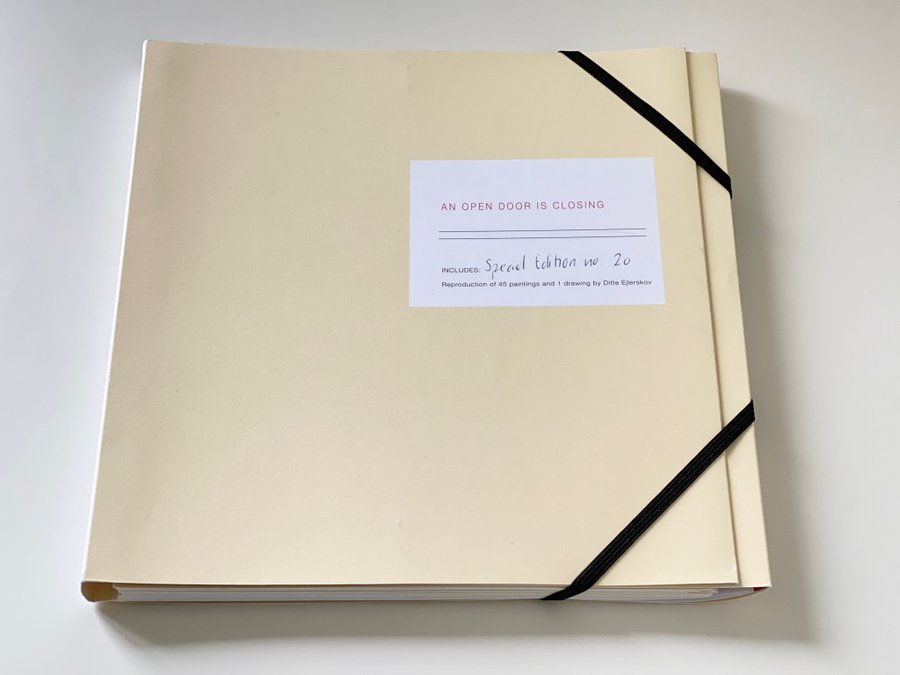 AN OPEN DOOR IS CLOSING
INCLUDES: Special Edition no. 20
Reproduction of 45 paintings and 1 drawing by Ditte Ejlerskov